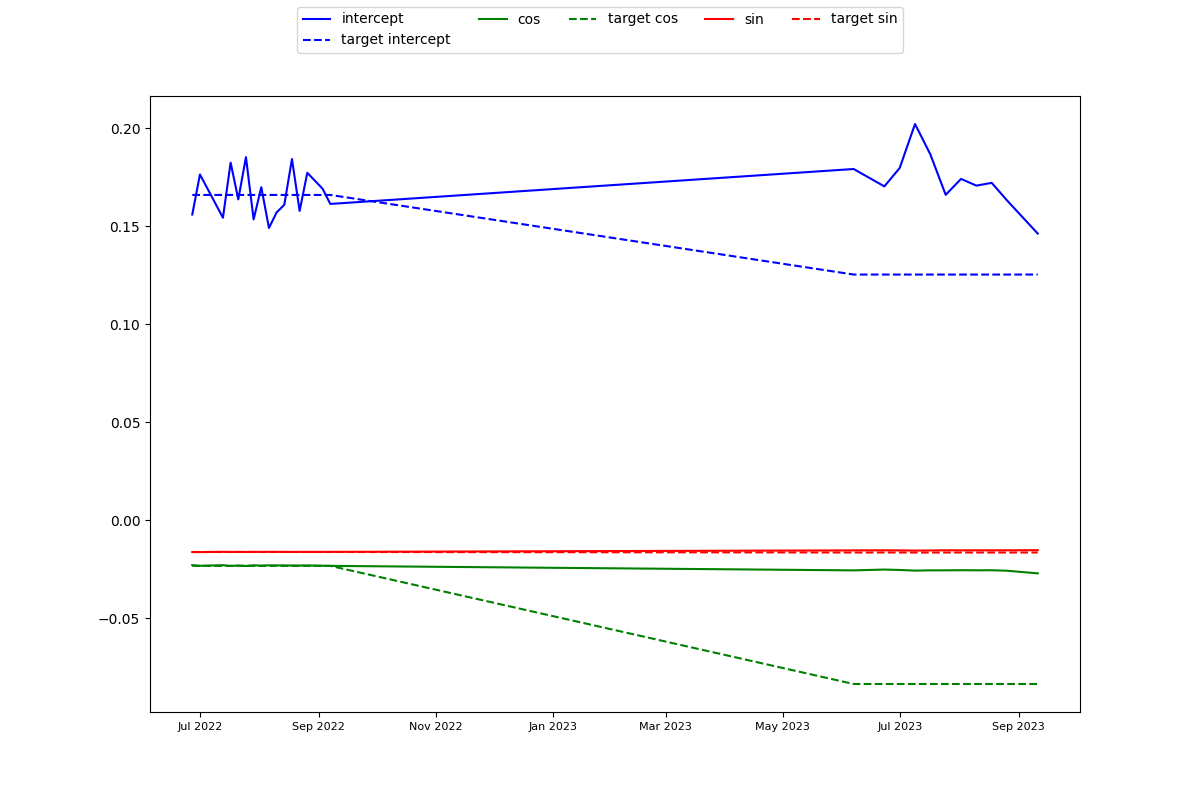 intercept cos target cos sin target sin
target intercept
0.20
0.15
0.10
0.05
0.00
−0.05
Jul 2022 Sep 2022 Nov 2022 Jan 2023 Mar 2023 May 2023 Jul 2023 Sep 2023